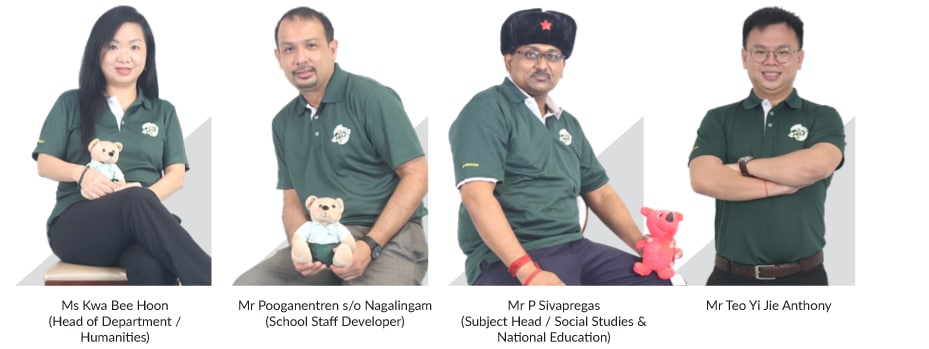 Ms Kwa Bee Hoon
(Head of Department /
Humanities)
Mr Pooganentren s/o Nagalingam
(School Staff Developer)
Mr P Sivapregas
(Subject Head / Social Studies &
National Education)
Mr Teo Yi Jie Anthony